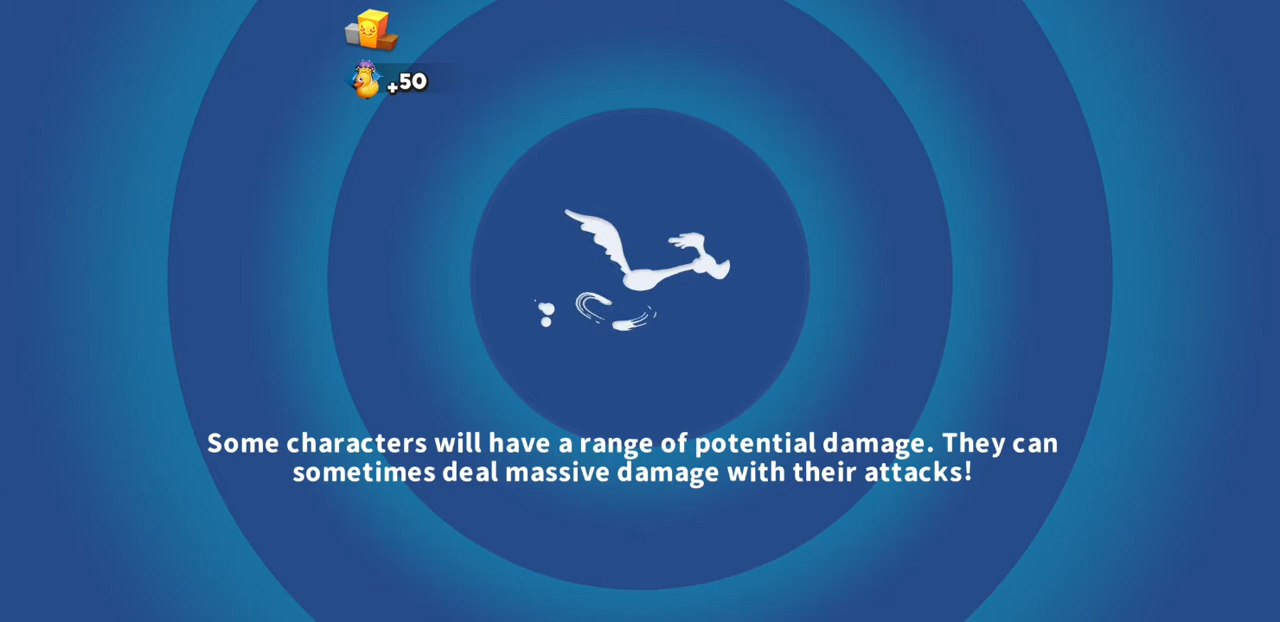 +50
Some characters will have a range of potential damage. They can
sometimes deal massive damage with their attacks!